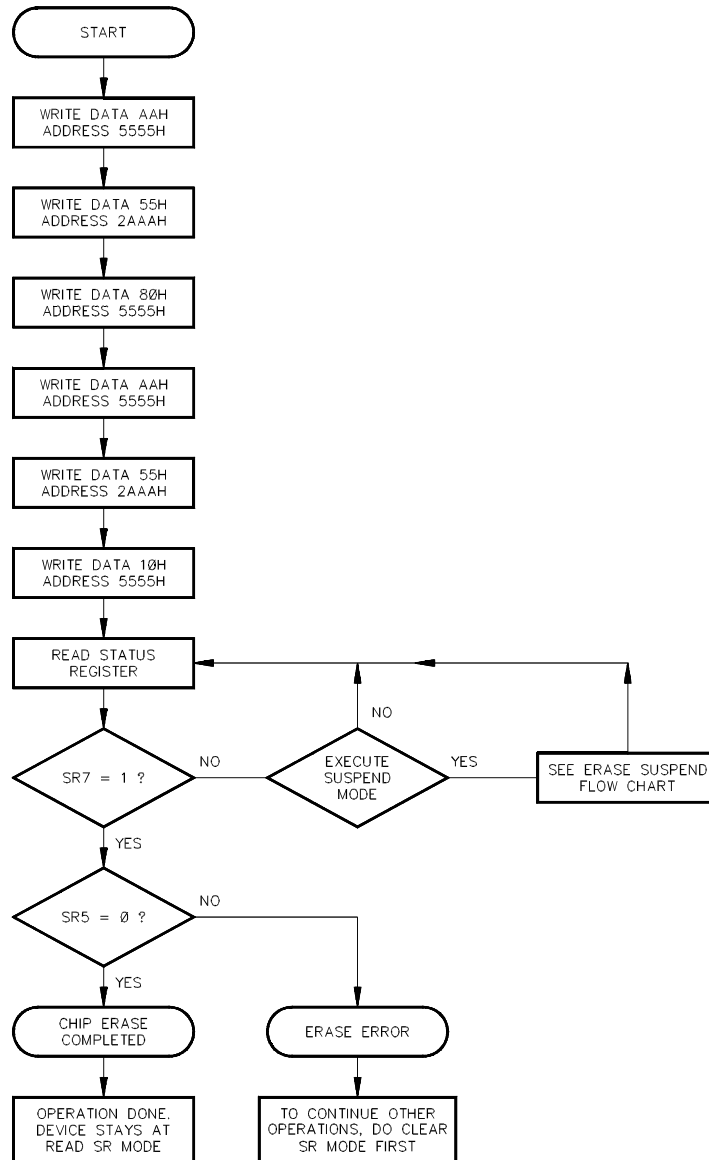 START
WRITE DATA AAH
ADDRESS 5555H
WRITE DATA 55H
ADDRESS 2AAAH
WRITE DATA 8ØH
ADDRESS 5555H
WRITE DATA AAH
ADDRESS 5555H
WRITE DATA 55H
ADDRESS 2AAAH
WRITE DATA 1ØH
ADDRESS 5555H
READ STATUS
REGISTER
NO
SR7 = 1 ?
NO
EXECUTE
SUSPEND
MODE
YES
SEE ERASE SUSPEND
FLOW CHART
YES
SR5 = Ø ?
NO
YES
CHIP ERASE
COMPLETED
ERASE ERROR
OPERATION DONE.
DEVICE STAYS AT
READ SR MODE
TO CONTINUE OTHER
OPERATIONS, DO CLEAR
SR MODE FIRST